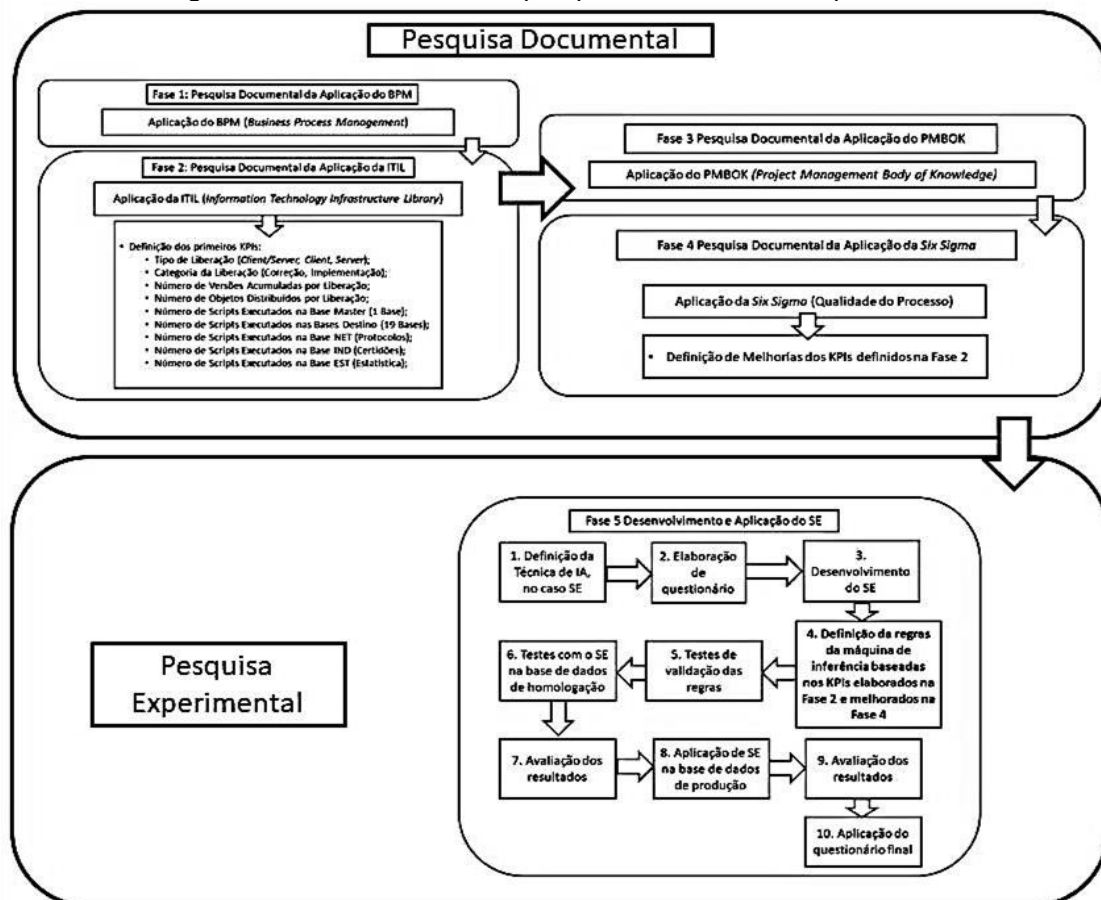 Pesquisa Documental
Fase 1: Pesquisa Documental da Aplicação do BPM
Aplicação do BPM (Business Process Management)
Fase 2: Pesquisa Documental da Aplicação da ITIL
Aplicação da ITIL (Information Technology Infrastructure Library)
• Definição dos primeiros KPIs:
• Tipo de Liberação (Client/Server, Client, Server);
• Categoria da Liberação (Correção, Implementação);
• Número de Versões Acumuladas por Liberação;
• Número de Objetos Distribuídos por Liberação;
• Número de Scripts Executados na Base Master (1 Base);
• Número de Scripts Executados nas Bases Destino (19 Bases);
• Número de Scripts Executados na Base NET (Protocolos);
• Número de Scripts Executados na Base IND (Certidões);
• Número de Scripts Executados na Base EST (Estatística);
Fase 3 Pesquisa Documental da Aplicação do PMBOK
Aplicação do PMBOK (Project Management Body of Knowledge)
Fase 4 Pesquisa Documental da Aplicação da Six Sigma
Aplicação da Six Sigma (Qualidade do Processo)
• Definição de Melhorias dos KPIs definidos na Fase 2
Pesquisa
Experimental
Fase 5 Desenvolvimento e Aplicação do SE
1. Definição da
Técnica de IA,
no caso SE
2. Elaboração
de
questionário
3.
Desenvolvimento
do SE
4. Definição da regras
da máquina de
inferência baseadas
nos KPIs elaborados na
Fase 2 e melhorados na
Fase 4
5. Testes de
validação das
regras
6. Testes com o SE
na base de dados
de homologação
7. Avaliação dos
resultados
8. Aplicação de SE
na base de dados
de produção
9. Avaliação dos
resultados
10. Aplicação do
questionário final